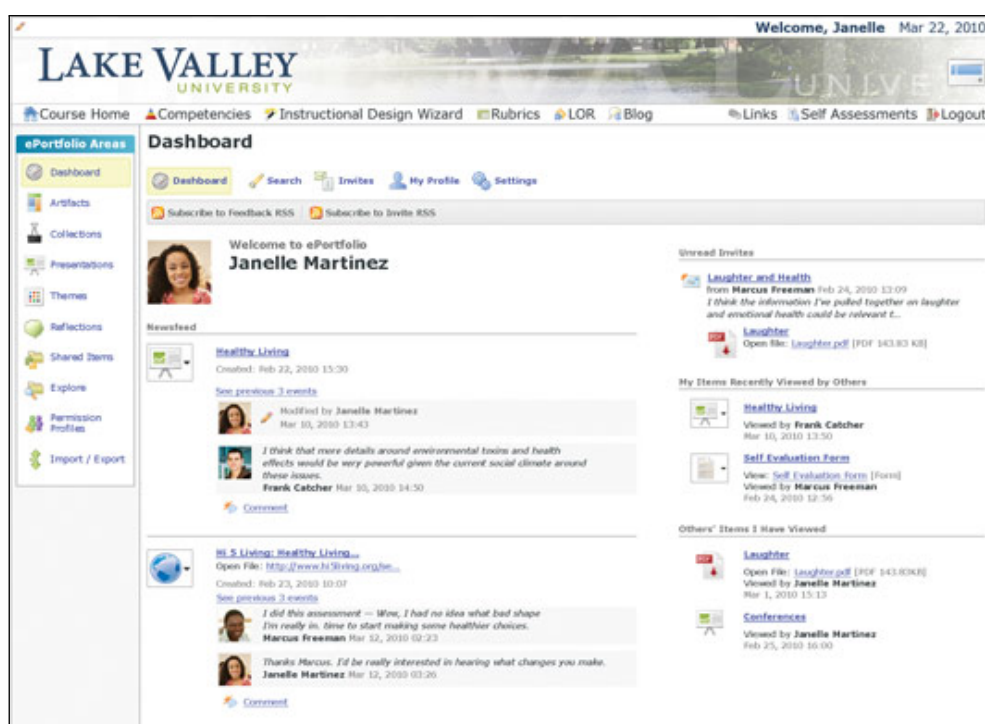 Welcome, Janelle Mar 22, 2010
LAKE VALLEY
UNIVERSITY
UNIVE
Course Home Competencies Instructional Design Wizard Rubrics LOR Blog Links Self Assessments Logout
ePortfolio Areas
Dashboard
Artifacts
Collections
Presentations
Themes
Reflections
Shared Items
Explore
Permission
Profiles
Import / Export
Dashboard
Dashboard Search Invites My Profile Settings
Subscribe to Feedback RSS Subscribe to Invite RSS
Welcome to ePortfolio
Janelle Martinez
Newsfeed
Healthy Living
Created: Feb 22, 2010 15:30
See previous 3 events
Modified by Janelle Martinez
Mar 10, 2010 13:43
I think that more details around environmental toxins and health
effects would be very powerful given the current social climate around
these issues.
Frank Catcher Mar 10, 2010 14:50
Comment
Hi 5 Living: Healthy Living...
Open File: http://www.hi5living.org/se...
Created: Feb 23, 2010 10:07
See previous 3 events
I did this assessment — Wow, I had no idea what bad shape
I'm really in. time to start making some healthier choices.
Marcus Freeman Mar 12, 2010 02:23
Thanks Marcus. I'd be really interested in hearing what changes you make.
Janelle Martinez Mar 12, 2010 03:26
Comment
Unread Invites
Laughter and Health
from Marcus Freeman Feb 24, 2010 13:09
I think the information I've pulled together on laughter
and emotional health could be relevant t...
Laughter
Open file: Laughter.pdf [PDF 143.83 KB]
My Items Recently Viewed by Others
Healthy Living
Viewed by Frank Catcher
Mar 10, 2010 13:50
Self Evaluation Form
View: Self Evaluation Form [Form]
Viewed by Marcus Freeman
Feb 24, 2010 12:56
Others' Items I Have Viewed
Laughter
Open File: Laughter.pdf [PDF 143.83KB]
Viewed by Janelle Martinez
Mar 1, 2010 15:13
Conferences
Viewed by Janelle Martinez
Feb 25, 2010 16:00